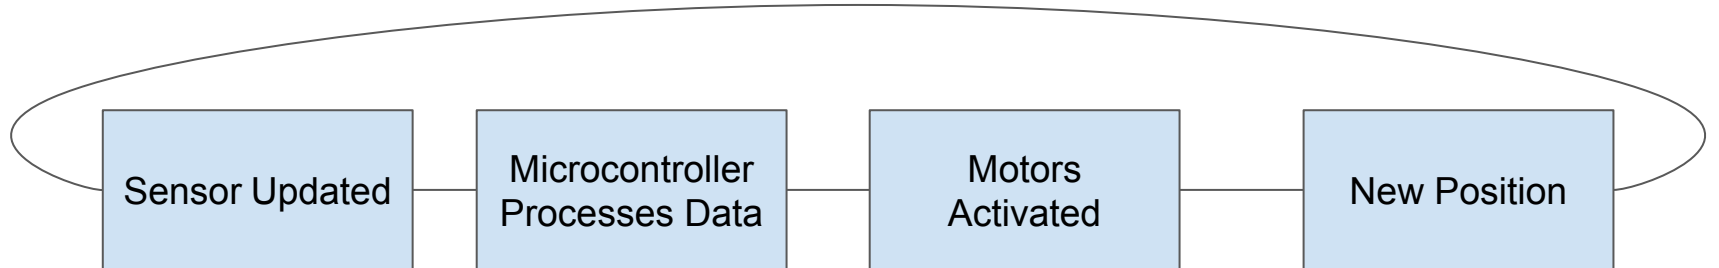 Sensor Updated
Microcontroller
Processes Data
Motors
Activated
New Position